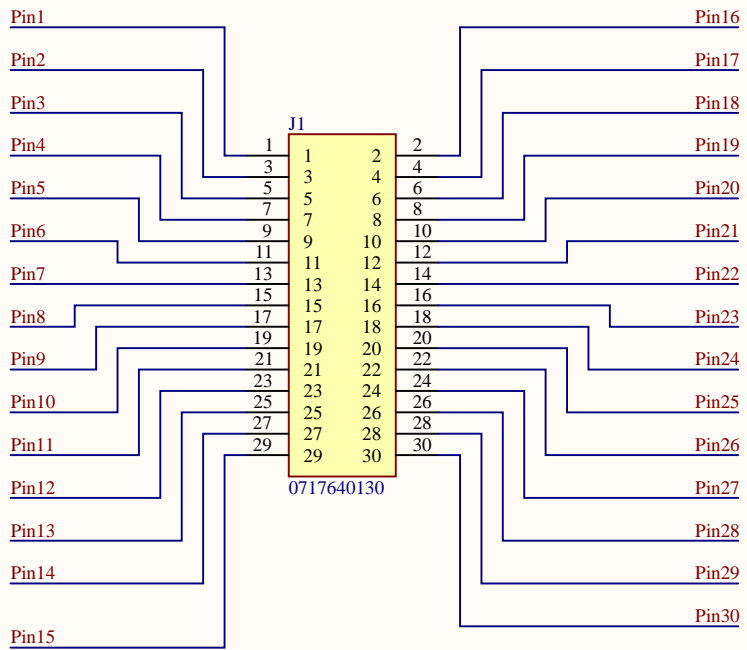 Pin1 Pin16
Pin2 Pin17
Pin3 Pin18
J1
Pin4 1 1 2 2 Pin19
3 3 4 4
Pin5 5 5 6 6 Pin20
7 7 8 8
Pin6 9 9 10 10 Pin21
11 11 12 12
Pin7 13 13 14 14 Pin22
15 15 16 16
Pin8 17 17 18 18 Pin23
19 19 20 20
Pin9 21 21 22 22 Pin24
23 23 24 24
Pin10 25 25 26 26 Pin25
27 27 28 28
Pin11 29 29 30 30 Pin26
Pin12 0717640130 Pin27
Pin13 Pin28
Pin14 Pin29
Pin30
Pin15